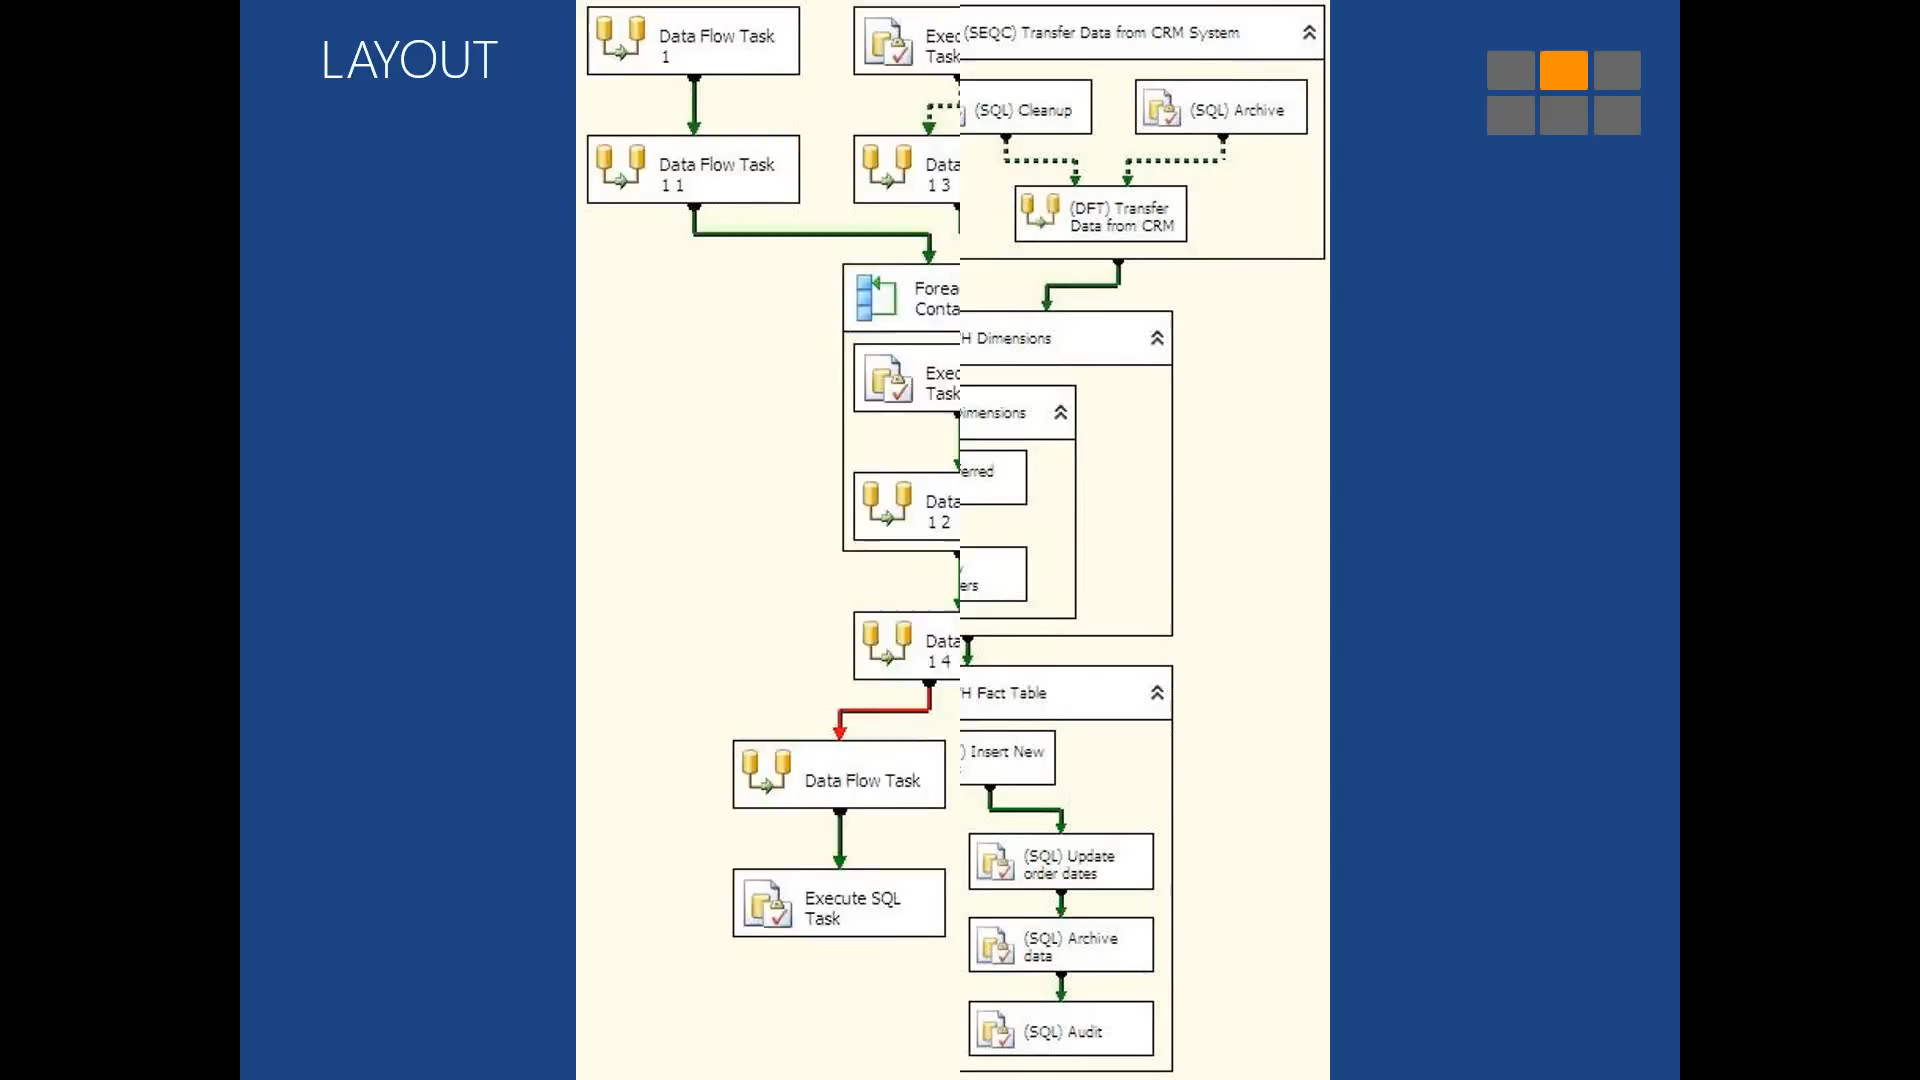 LAYOUT
Data Flow Task
1
Exec
Task
Data Flow Task
1 1
Data
1 3
Forea
Conta
Exec
Task
Data
1 2
Data
1 4
Data Flow Task
Execute SQL
Task
(SEQC) Transfer Data from CRM System
(SQL) Cleanup
(SQL) Archive
(DFT) Transfer
Data from CRM
H Dimensions
imensions
erred
ers
H Fact Table
) Insert New
(SQL) Update
order dates
(SQL) Archive
data
(SQL) Audit